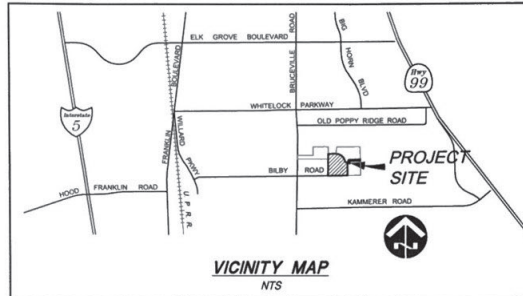 ELK GROVE BOULEVARD
BRUCEVILLE ROAD
BIG HORN BLVD
Hwy 99
Interstate 5
FRANKLIN BOULEVARD
WILLARD PKWY
WHITELOCK PARKWAY
OLD POPPY RIDGE ROAD
PROJECT
SITE
BILBY ROAD
HOOD FRANKLIN ROAD
U.P.R.R.
KAMMERER ROAD
N
VICINITY MAP
NTS